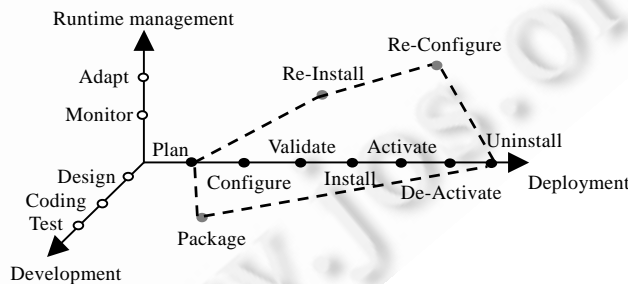 Runtime management
Re-Configure
Adapt
Re-Install
Monitor
Plan
Validate
Activate
Uninstall
Design
Configure
Install
De-Activate
Deployment
Coding
Test
Package
Development